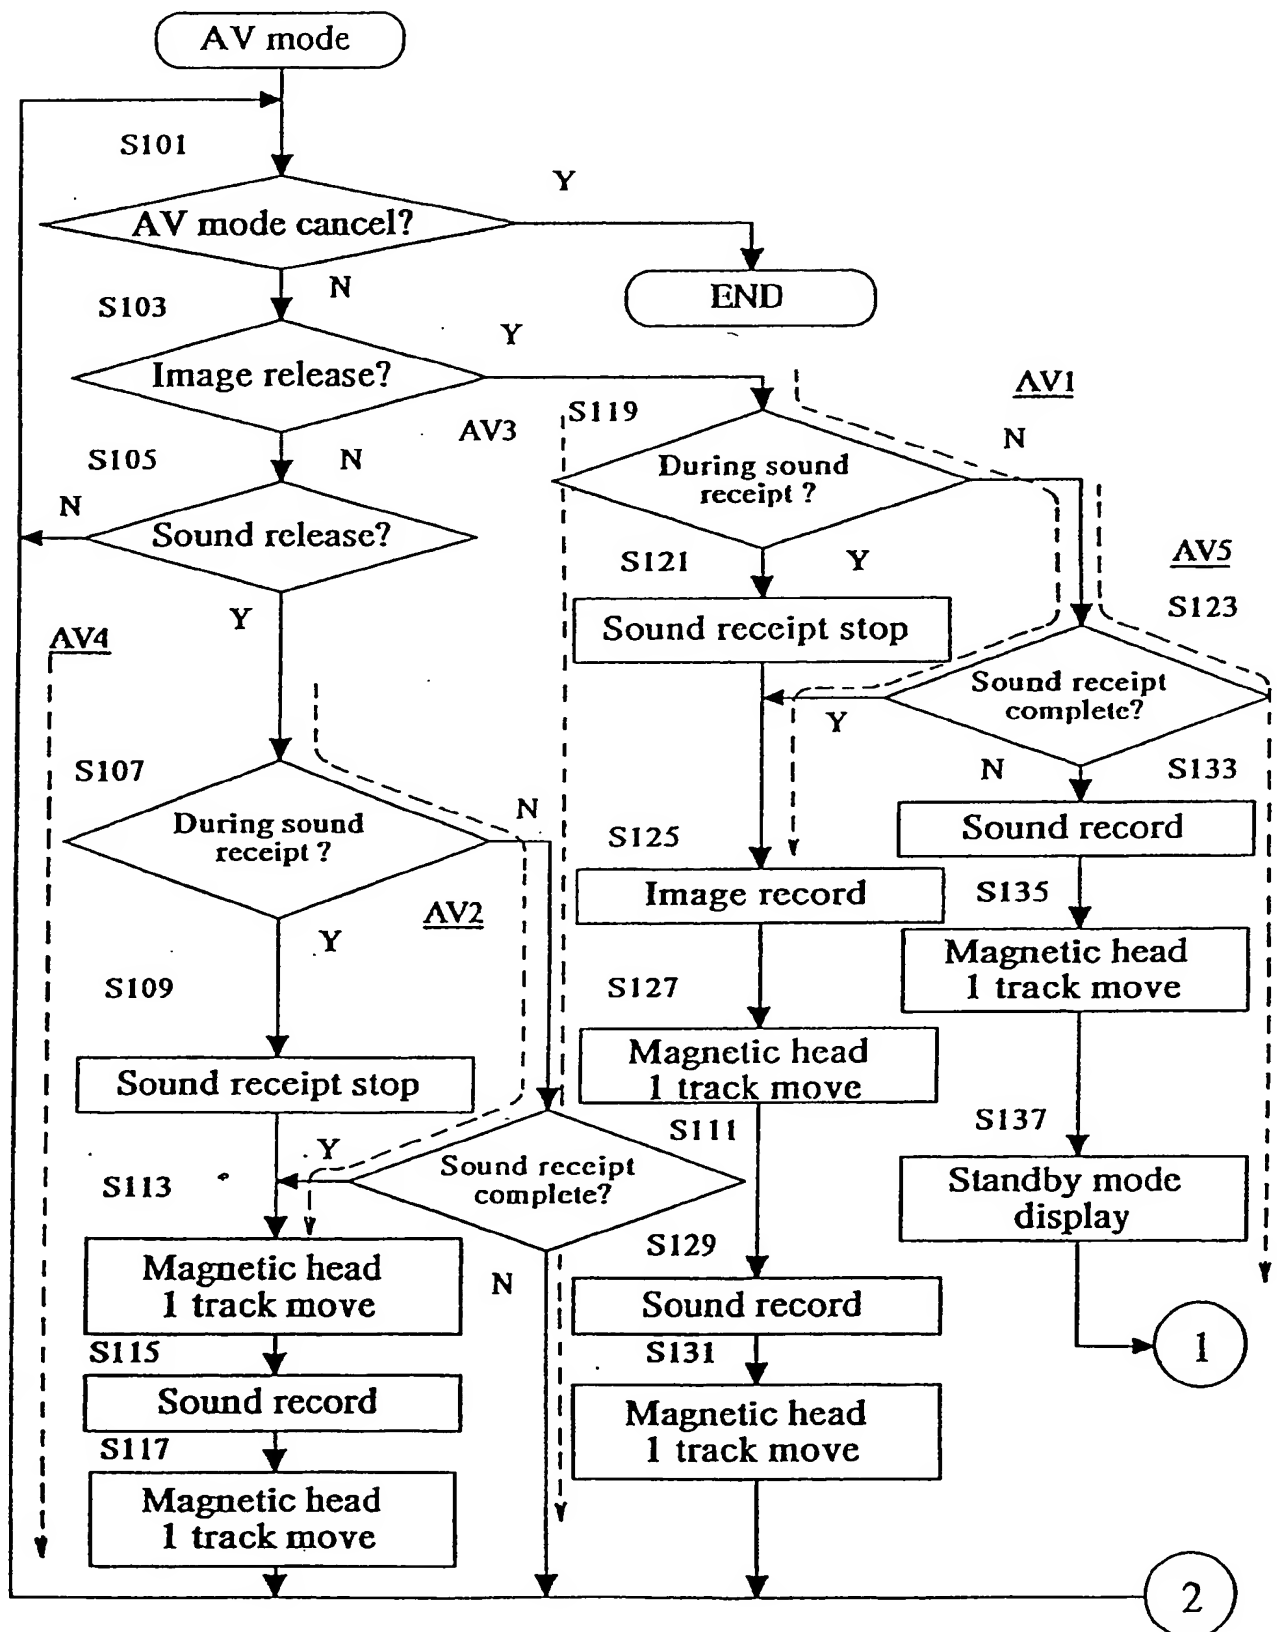 AV mode
S101
Y
AV mode cancel?
N
END
S103
Y
Image release?
AV1
S119
N
AV3
S105
N
N
During sound
receipt ?
Sound release?
S121
Y
AV5
Y
S123
AV4
Sound receipt stop
Sound receipt
complete?
Y
S107
N
S133
N
During sound
receipt ?
S125
Sound record
Image record
S135
AV2
Y
Magnetic head
1 track move
S109
S127
Magnetic head
1 track move
Sound receipt stop
S137
S111
Y
Sound receipt
complete?
S113
Standby mode
display
S129
Magnetic head
1 track move
N
Sound record
S115
S131
1
Sound record
Magnetic head
1 track move
S117
Magnetic head
1 track move
2